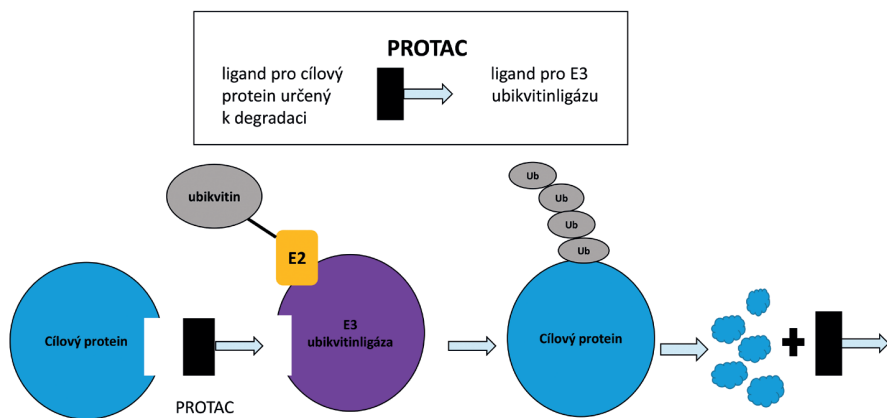 PROTAC
ligand pro cílový
protein určený
k degradaci
ligand pro E3
ubikvitinligázu
ubikvitin
E2
Ub
Ub
Ub
Ub
Cílový protein
E3
ubikvitinligáza
Cílový protein
PROTAC